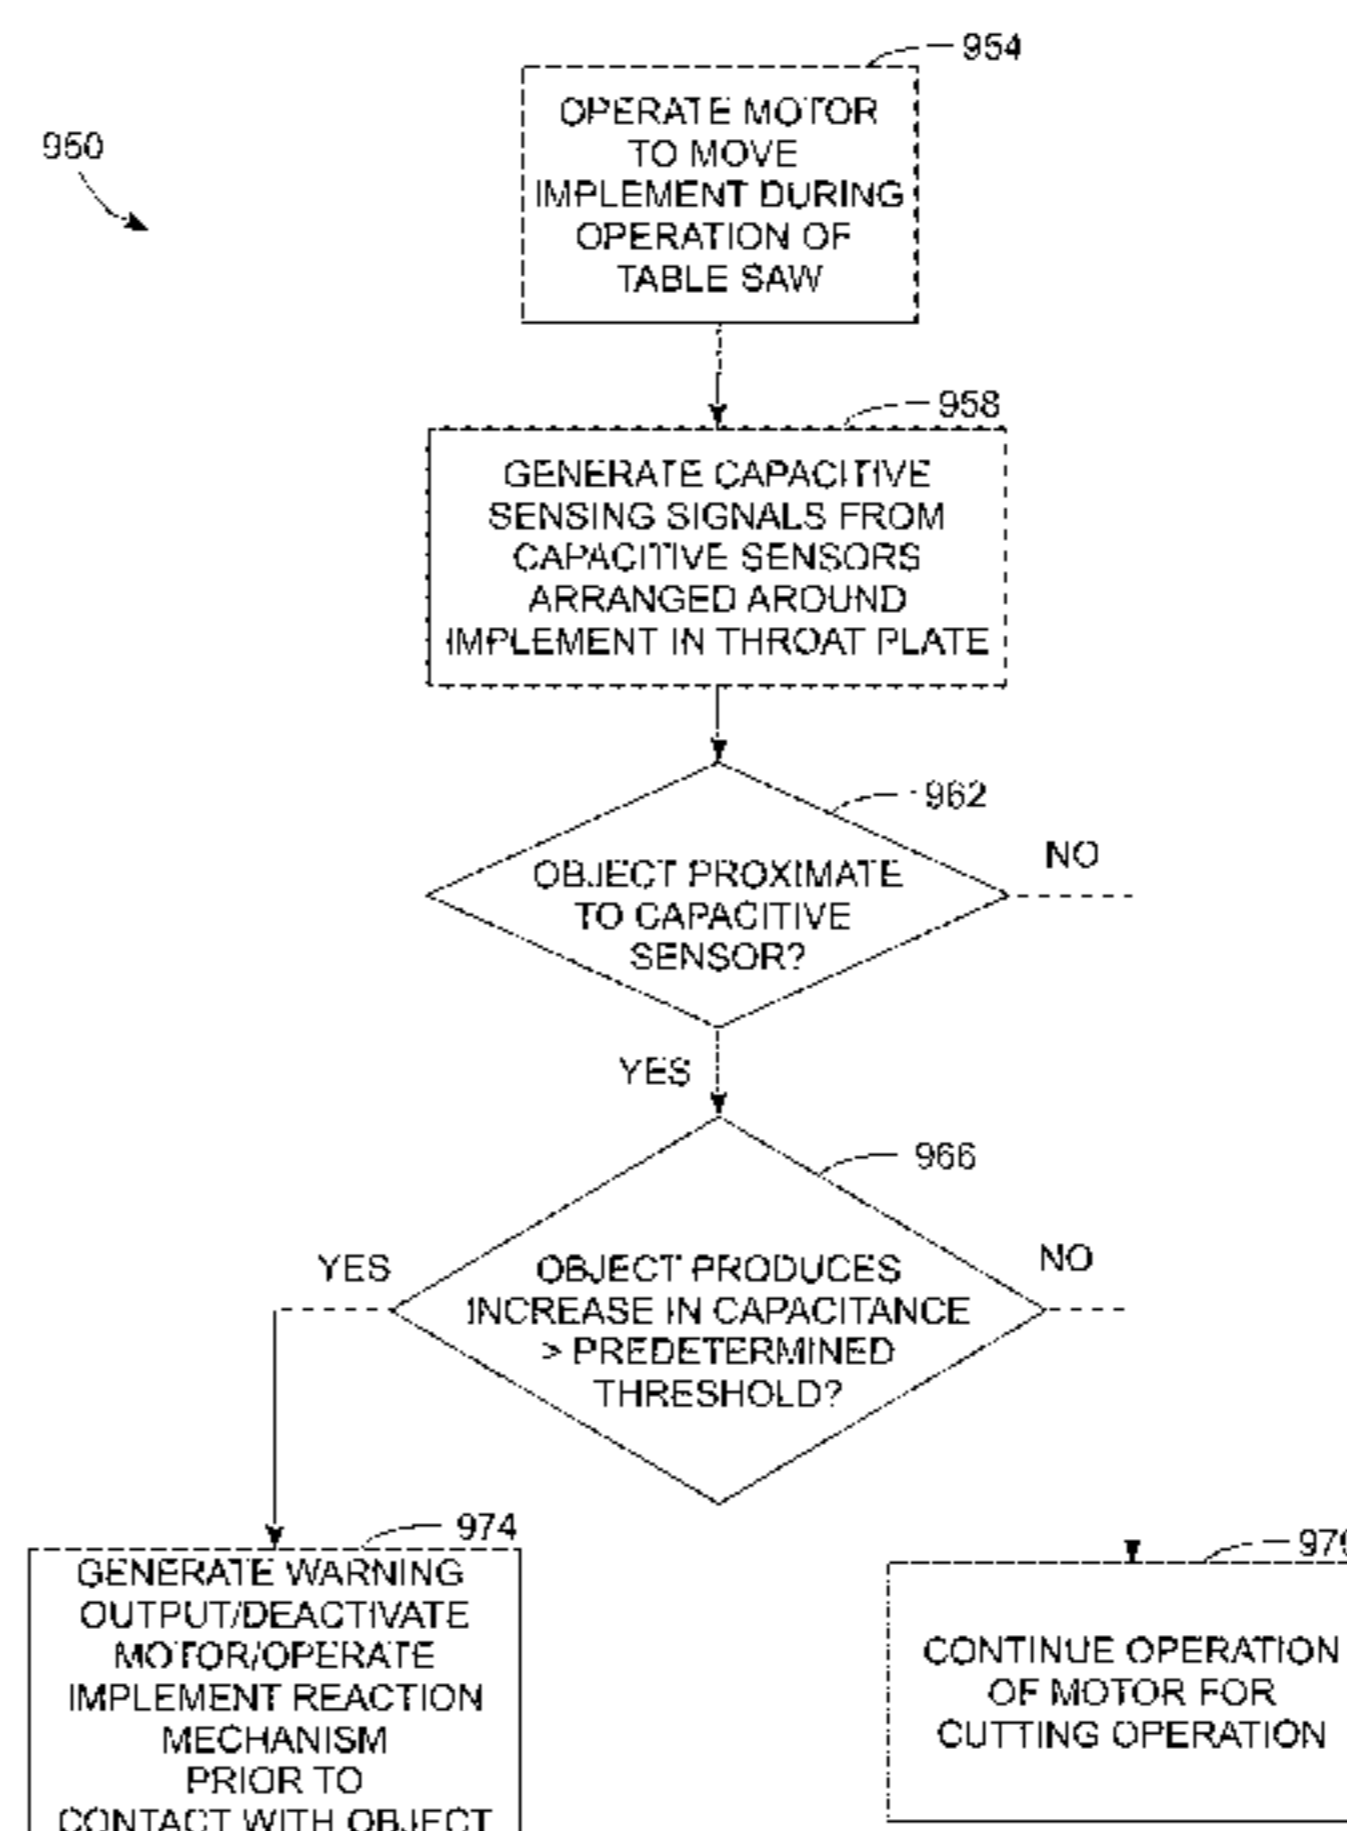 954
950
OPERATE MOTOR
TO MOVE
IMPLEMENT DURING
OPERATION OF
TABLE SAW
958
GENERATE CAPACITIVE
SENSING SIGNALS FROM
CAPACITIVE SENSORS
ARRANGED AROUND
IMPLEMENT IN THROAT PLATE
962
NO
OBJECT PROXIMATE
TO CAPACITIVE
SENSOR?
YES
966
YES
NO
OBJECT PRODUCES
INCREASE IN CAPACITANCE
> PREDETERMINED
THRESHOLD?
974
GENERATE WARNING
OUTPUT/DEACTIVATE
MOTOR/OPERATE
IMPLEMENT REACTION
MECHANISM
PRIOR TO
CONTACT WITH OBJECT
CONTINUE OPERATION
OF MOTOR FOR
CUTTING OPERATION